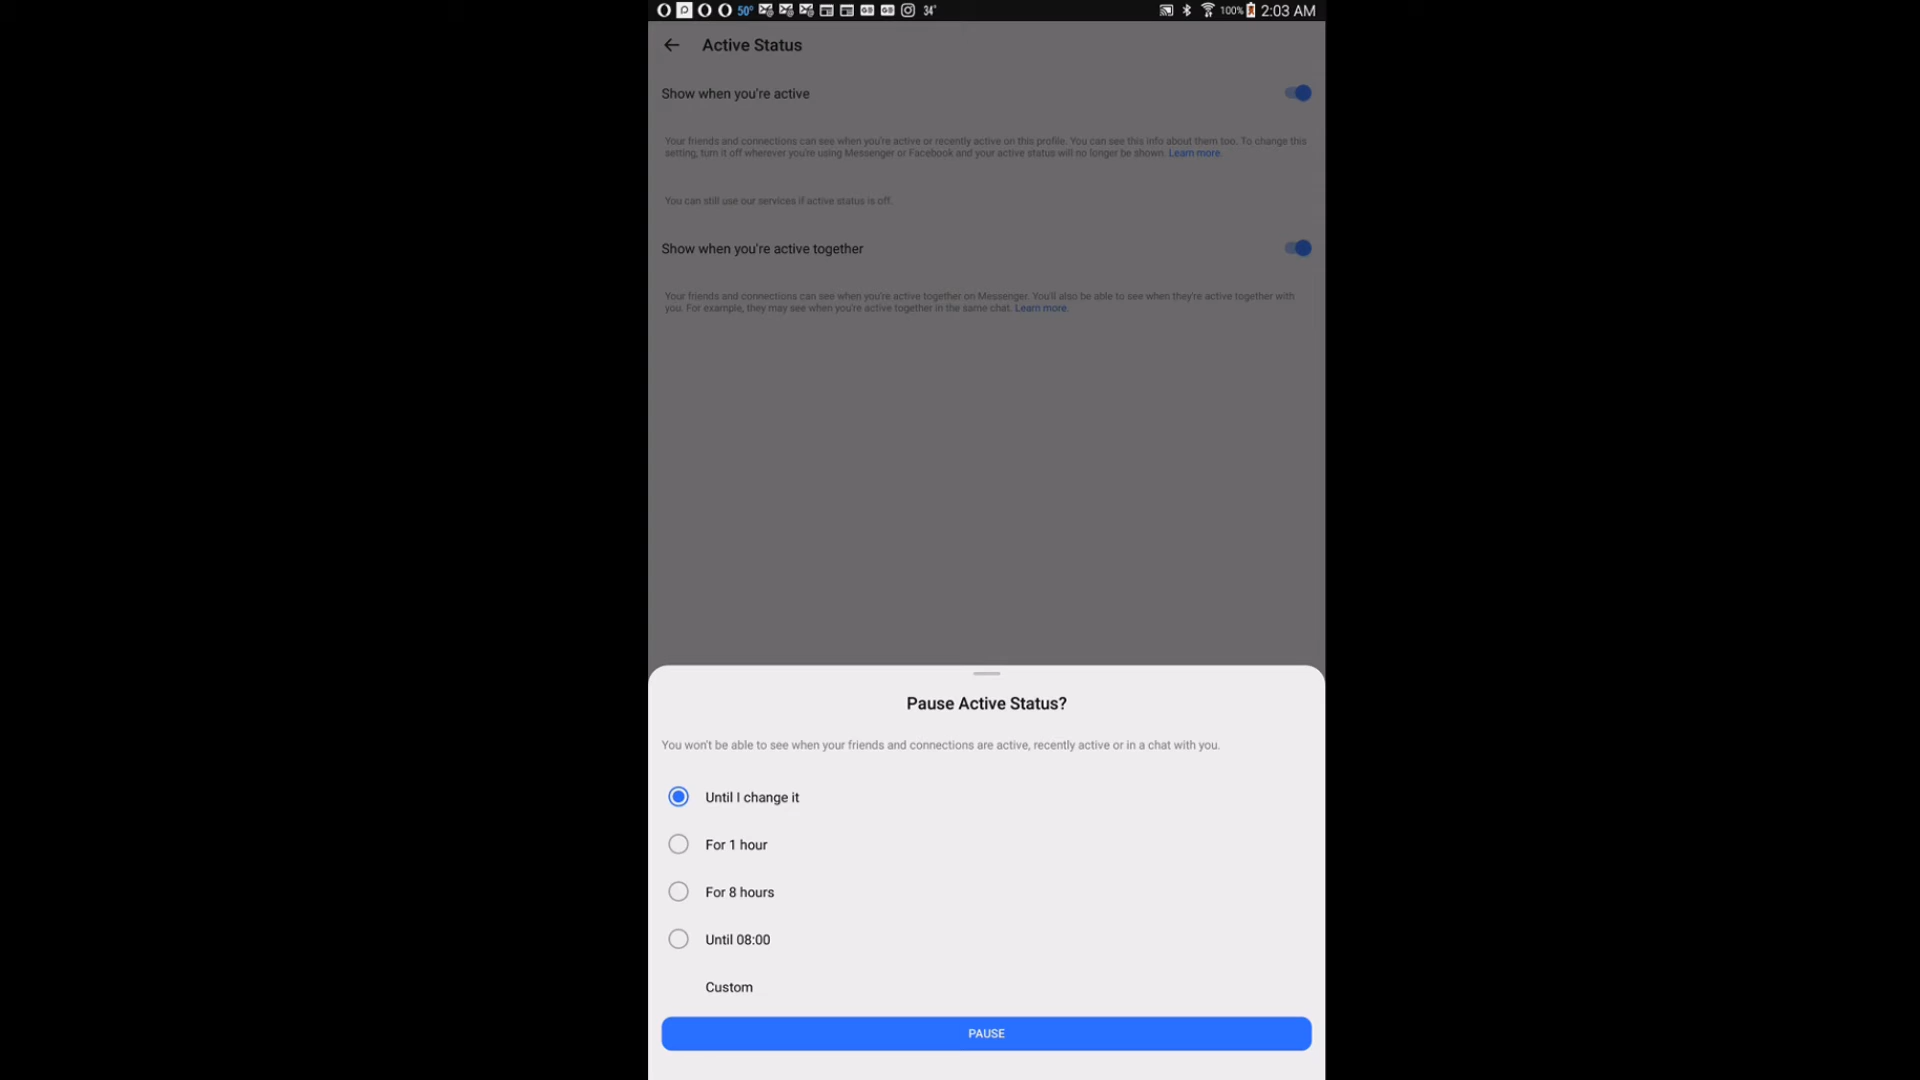 50° 34° 100% 2:03 AM
Active Status
Show when you're active
Your friends and connections can see when you're active or recently active on this profile. You can see this info about them too. To change this
setting, turn it off wherever you're using Messenger or Facebook and your active status will no longer be shown. Learn more.
You can still use our services if active status is off.
Show when you're active together
Your friends and connections can see when you're active together on Messenger. You'll also be able to see when they're active together with
you. For example, they may see when you're active together in the same chat. Learn more.
Pause Active Status?
You won't be able to see when your friends and connections are active, recently active or in a chat with you.
Until I change it
For 1 hour
For 8 hours
Until 08:00
Custom
PAUSE